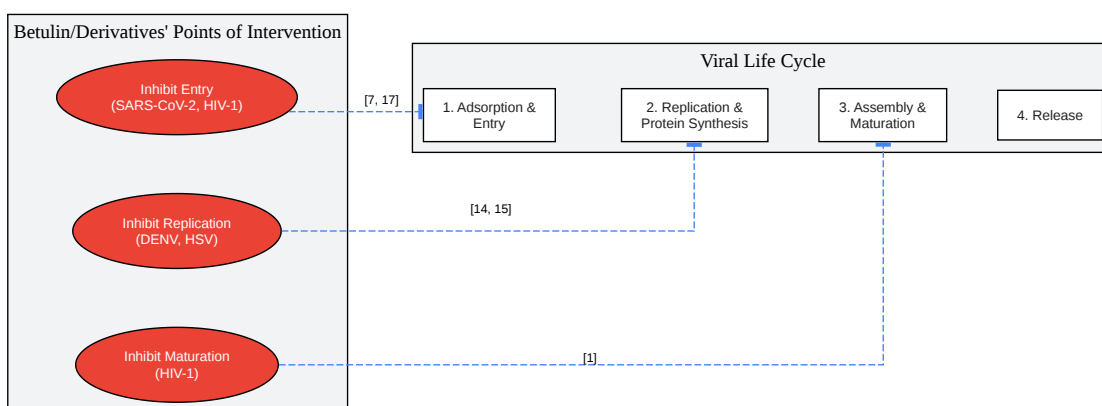 Betulin/Derivatives' Points of Intervention
Inhibit Entry
(SARS-CoV-2, HIV-1)
[7, 17]
Viral Life Cycle
1. Adsorption &
Entry
2. Replication &
Protein Synthesis
3. Assembly &
Maturation
4. Release
Inhibit Replication
(DENV, HSV)
[14, 15]
Inhibit Maturation
(HIV-1)
[1]